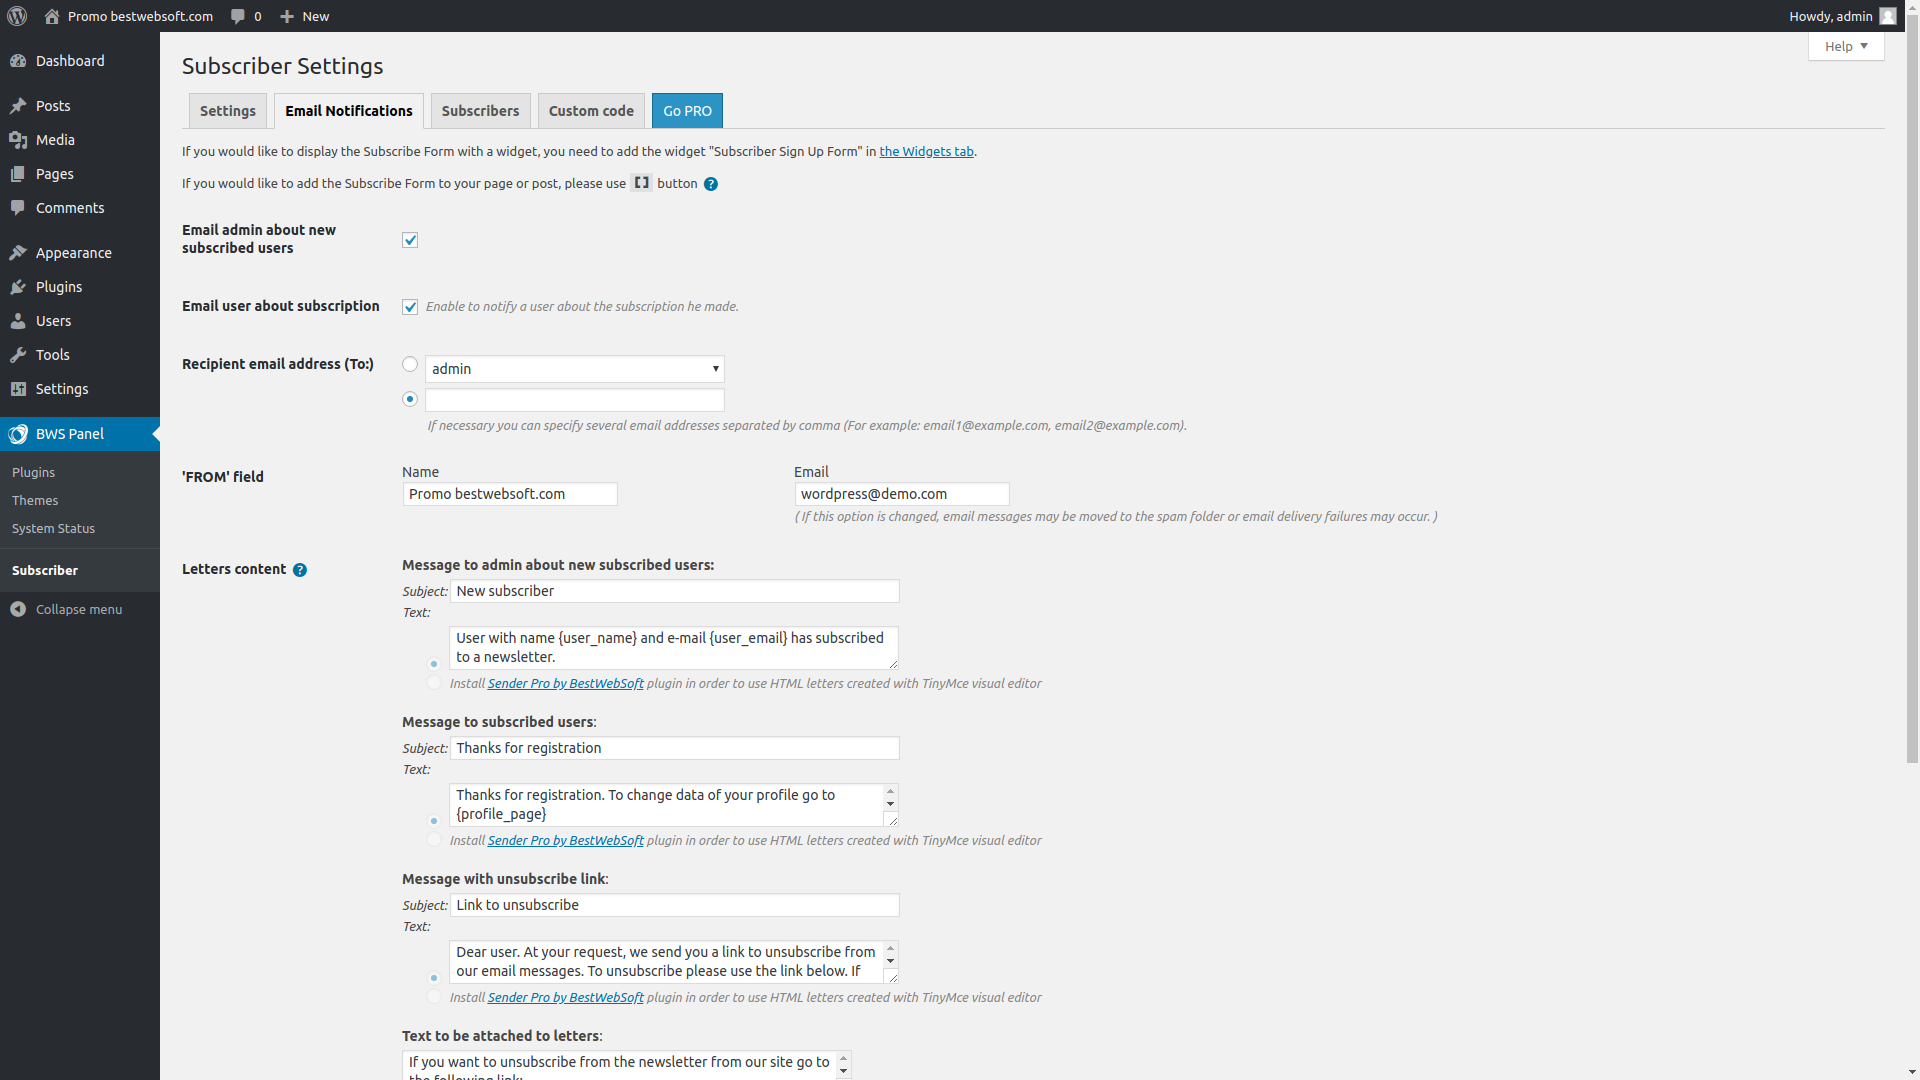 Promo bestwebsoft.com 0 New Howdy, admin
Help
Dashboard
Posts
Media
Pages
Comments
Appearance
Plugins
Users
Tools
Settings
BWS Panel
Plugins
Themes
System Status
Subscriber
Collapse menu
Subscriber Settings
Settings Email Notifications Subscribers Custom code Go PRO
If you would like to display the Subscribe Form with a widget, you need to add the widget "Subscriber Sign Up Form" in the Widgets tab.
If you would like to add the Subscribe Form to your page or post, please use [] button ?
Email admin about new
subscribed users
Email user about subscription Enable to notify a user about the subscription he made.
Recipient email address (To:) admin
If necessary you can specify several email addresses separated by comma (For example: email1@example.com, email2@example.com).
'FROM' field
Name Email
Promo bestwebsoft.com wordpress@demo.com
( If this option is changed, email messages may be moved to the spam folder or email delivery failures may occur. )
Letters content ?
Message to admin about new subscribed users:
Subject: New subscriber
Text:
User with name {user_name} and e-mail {user_email} has subscribed
to a newsletter.
Install Sender Pro by BestWebSoft plugin in order to use HTML letters created with TinyMce visual editor
Message to subscribed users:
Subject: Thanks for registration
Text:
Thanks for registration. To change data of your profile go to
{profile_page}
Install Sender Pro by BestWebSoft plugin in order to use HTML letters created with TinyMce visual editor
Message with unsubscribe link:
Subject: Link to unsubscribe
Text:
Dear user. At your request, we send you a link to unsubscribe from
our email messages. To unsubscribe please use the link below. If
Install Sender Pro by BestWebSoft plugin in order to use HTML letters created with TinyMce visual editor
Text to be attached to letters:
If you want to unsubscribe from the newsletter from our site go to
the following link: